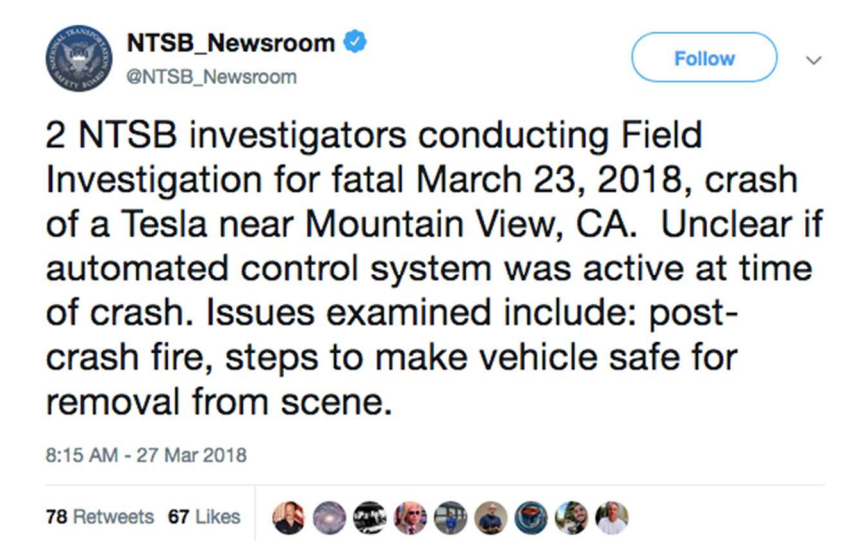 NTSB_Newsroom
@NTSB_Newsroom
Follow
2 NTSB investigators conducting Field
Investigation for fatal March 23, 2018, crash
of a Tesla near Mountain View, CA.  Unclear if
automated control system was active at time
of crash. Issues examined include: post-
crash fire, steps to make vehicle safe for
removal from scene.
8:15 AM - 27 Mar 2018
78 Retweets 67 Likes